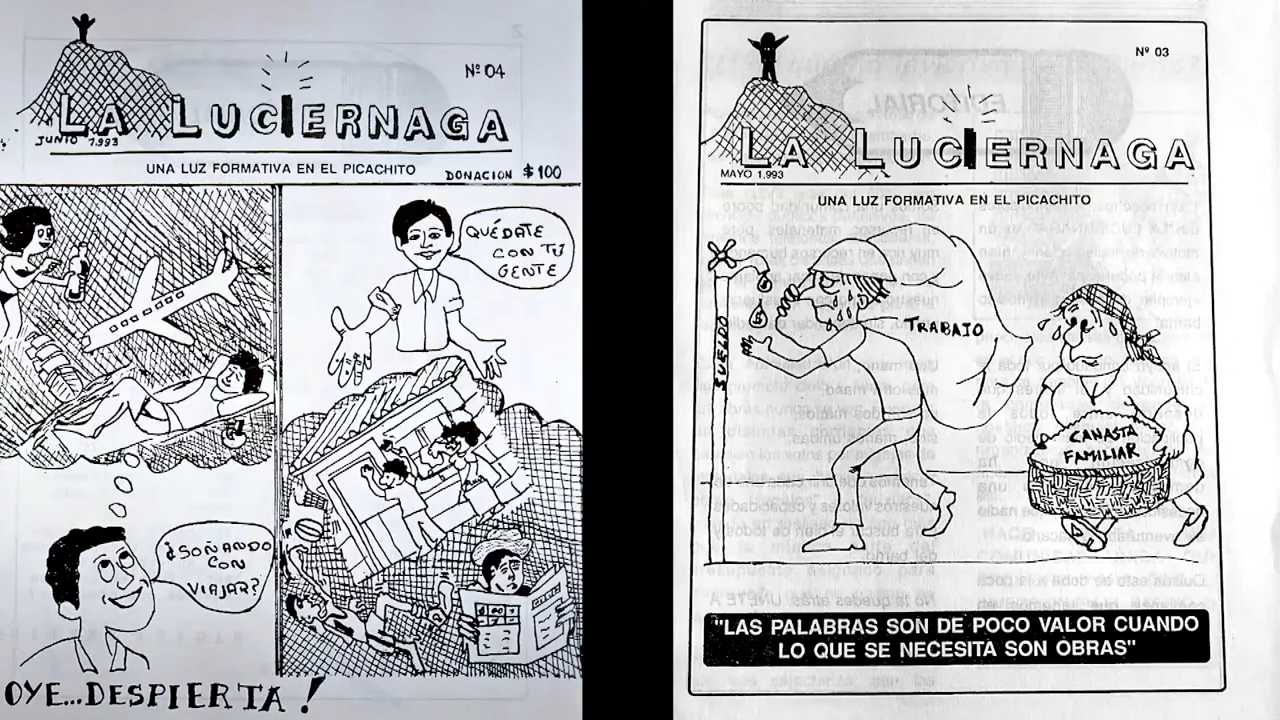 Nº 04
LA LUCIERNAGA
JUNIO 1.993
UNA LUZ FORMATIVA EN EL PICACHITO
DONACION $100
QUÉDATE
CON TÚ
GENTE
¿SOÑANDO
CON
VIAJAR?
OYE...DESPIERTA!
Nº 03
LA LUCIERNAGA
MAYO 1.993
UNA LUZ FORMATIVA EN EL PICACHITO
SUELDO
TRABAJO
CANASTA
FAMILIAR
"LAS PALABRAS SON DE POCO VALOR CUANDO
LO QUE SE NECESITA SON OBRAS"